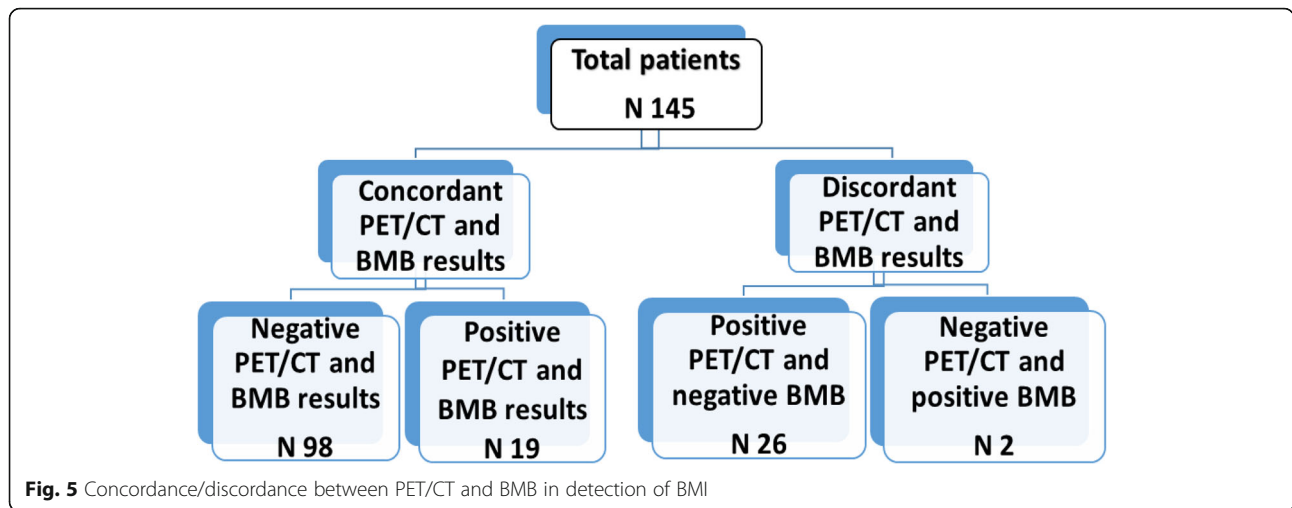 Total patients
N 145
Concordant
PET/CT and
BMB results
Discordant
PET/CT and
BMB results
Negative
PET/CT and
BMB results
N 98
Positive
PET/CT and
BMB results
N 19
Positive
PET/CT and
negative BMB
N 26
Negative
PET/CT and
positive BMB
N 2
Fig. 5 Concordance/discordance between PET/CT and BMB in detection of BMI